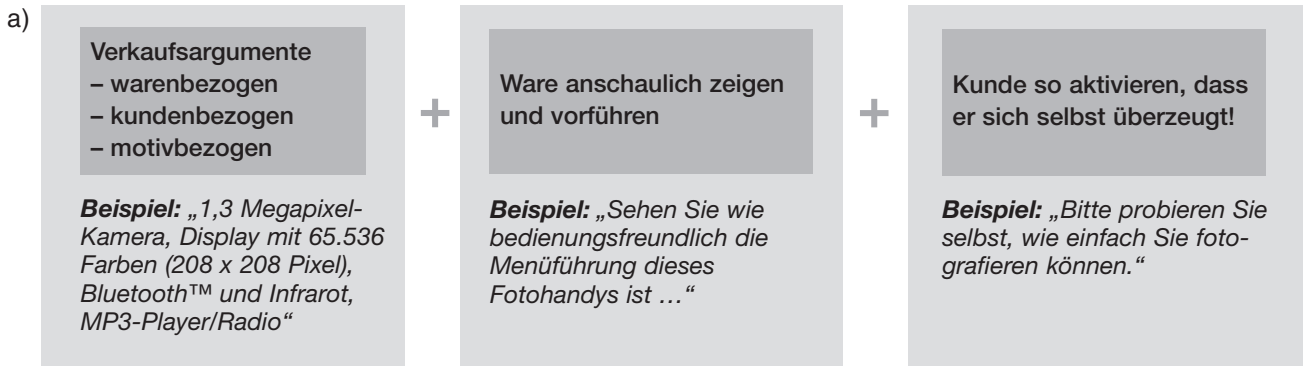 a)
Verkaufsargumente
– warenbezogen
– kundenbezogen
– motivbezogen
Beispiel: „1,3 Megapixel-
Kamera, Display mit 65.536
Farben (208 x 208 Pixel),
Bluetooth™ und Infrarot,
MP3-Player/Radio“
+
Ware anschaulich zeigen
und vorführen
Beispiel: „Sehen Sie wie
bedienungsfreundlich die
Menüführung dieses
Fotohandys ist …“
+
Kunde so aktivieren, dass
er sich selbst überzeugt!
Beispiel: „Bitte probieren Sie
selbst, wie einfach Sie foto-
grafieren können.“